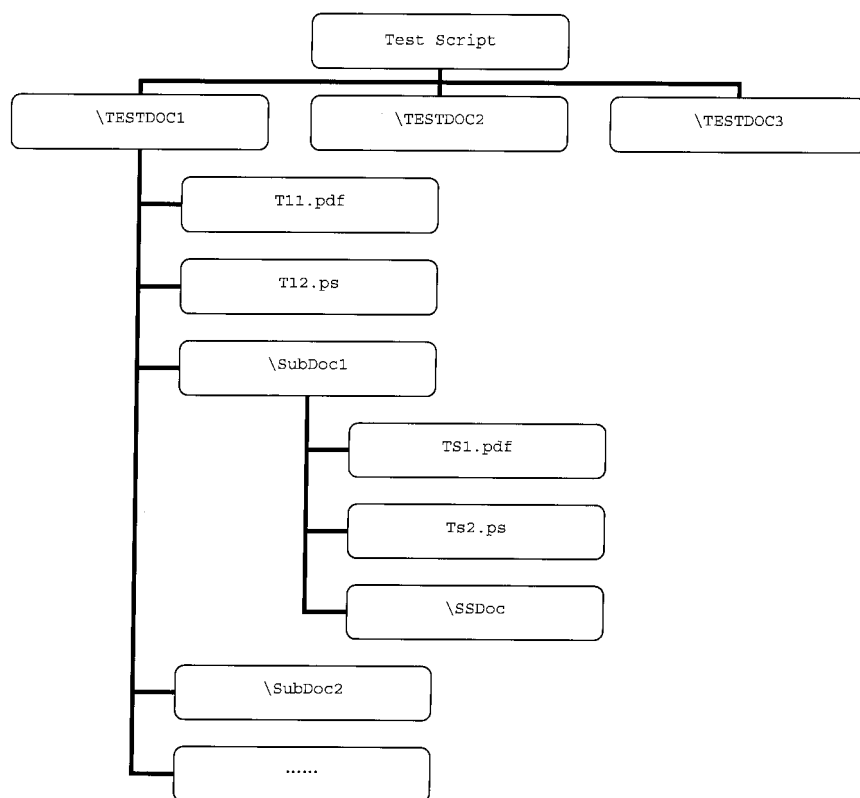 Test Script
\TESTDOC1
\TESTDOC2
\TESTDOC3
T11.pdf
T12.ps
\SubDoc1
TS1.pdf
Ts2.ps
\SSDoc
\SubDoc2
......